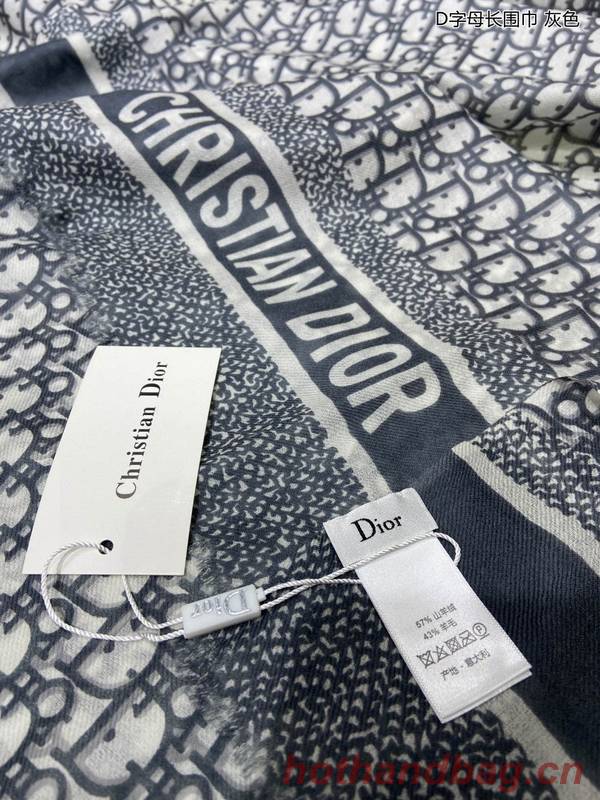 D字母长围巾 灰色
CHRISTIAN DIOR
Christian Dior
Dior
Dior
57% 山羊绒
43% 羊毛
P
产地 - 意大利
hothandbag.cn